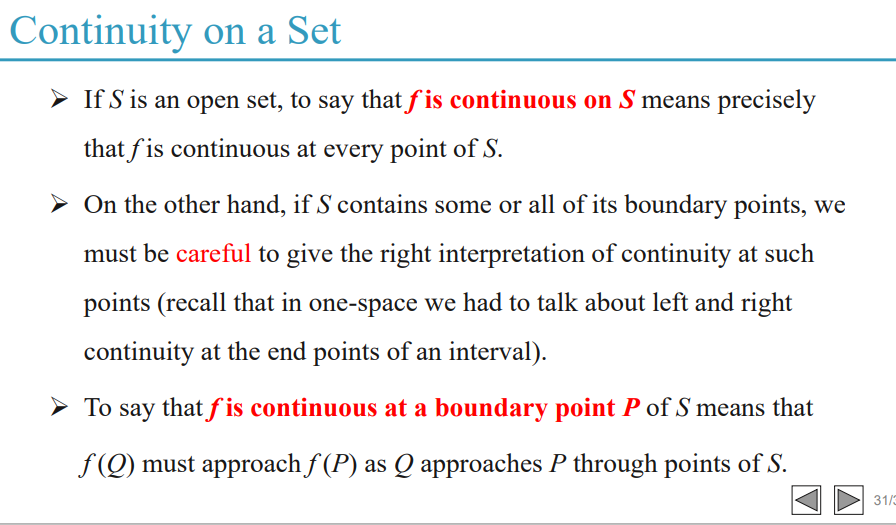 Continuity on a Set
➢ If S is an open set, to say that f is continuous on S means precisely
that f is continuous at every point of S.
➢ On the other hand, if S contains some or all of its boundary points, we
must be careful to give the right interpretation of continuity at such
points (recall that in one-space we had to talk about left and right
continuity at the end points of an interval).
➢ To say that f is continuous at a boundary point P of S means that
f (Q) must approach f (P) as Q approaches P through points of S.
31/